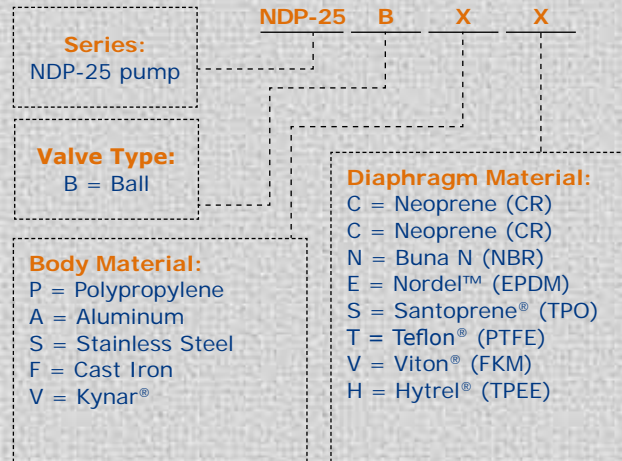 NDP-25 B X X
Series:
NDP-25 pump
Valve Type:
B = Ball
Body Material:
P = Polypropylene
A = Aluminum
S = Stainless Steel
F = Cast Iron
V = Kynar®
Diaphragm Material:
C = Neoprene (CR)
C = Neoprene (CR)
N = Buna N (NBR)
E = Nordel™ (EPDM)
S = Santoprene® (TPO)
T = Teflon® (PTFE)
V = Viton® (FKM)
H = Hytrel® (TPEE)